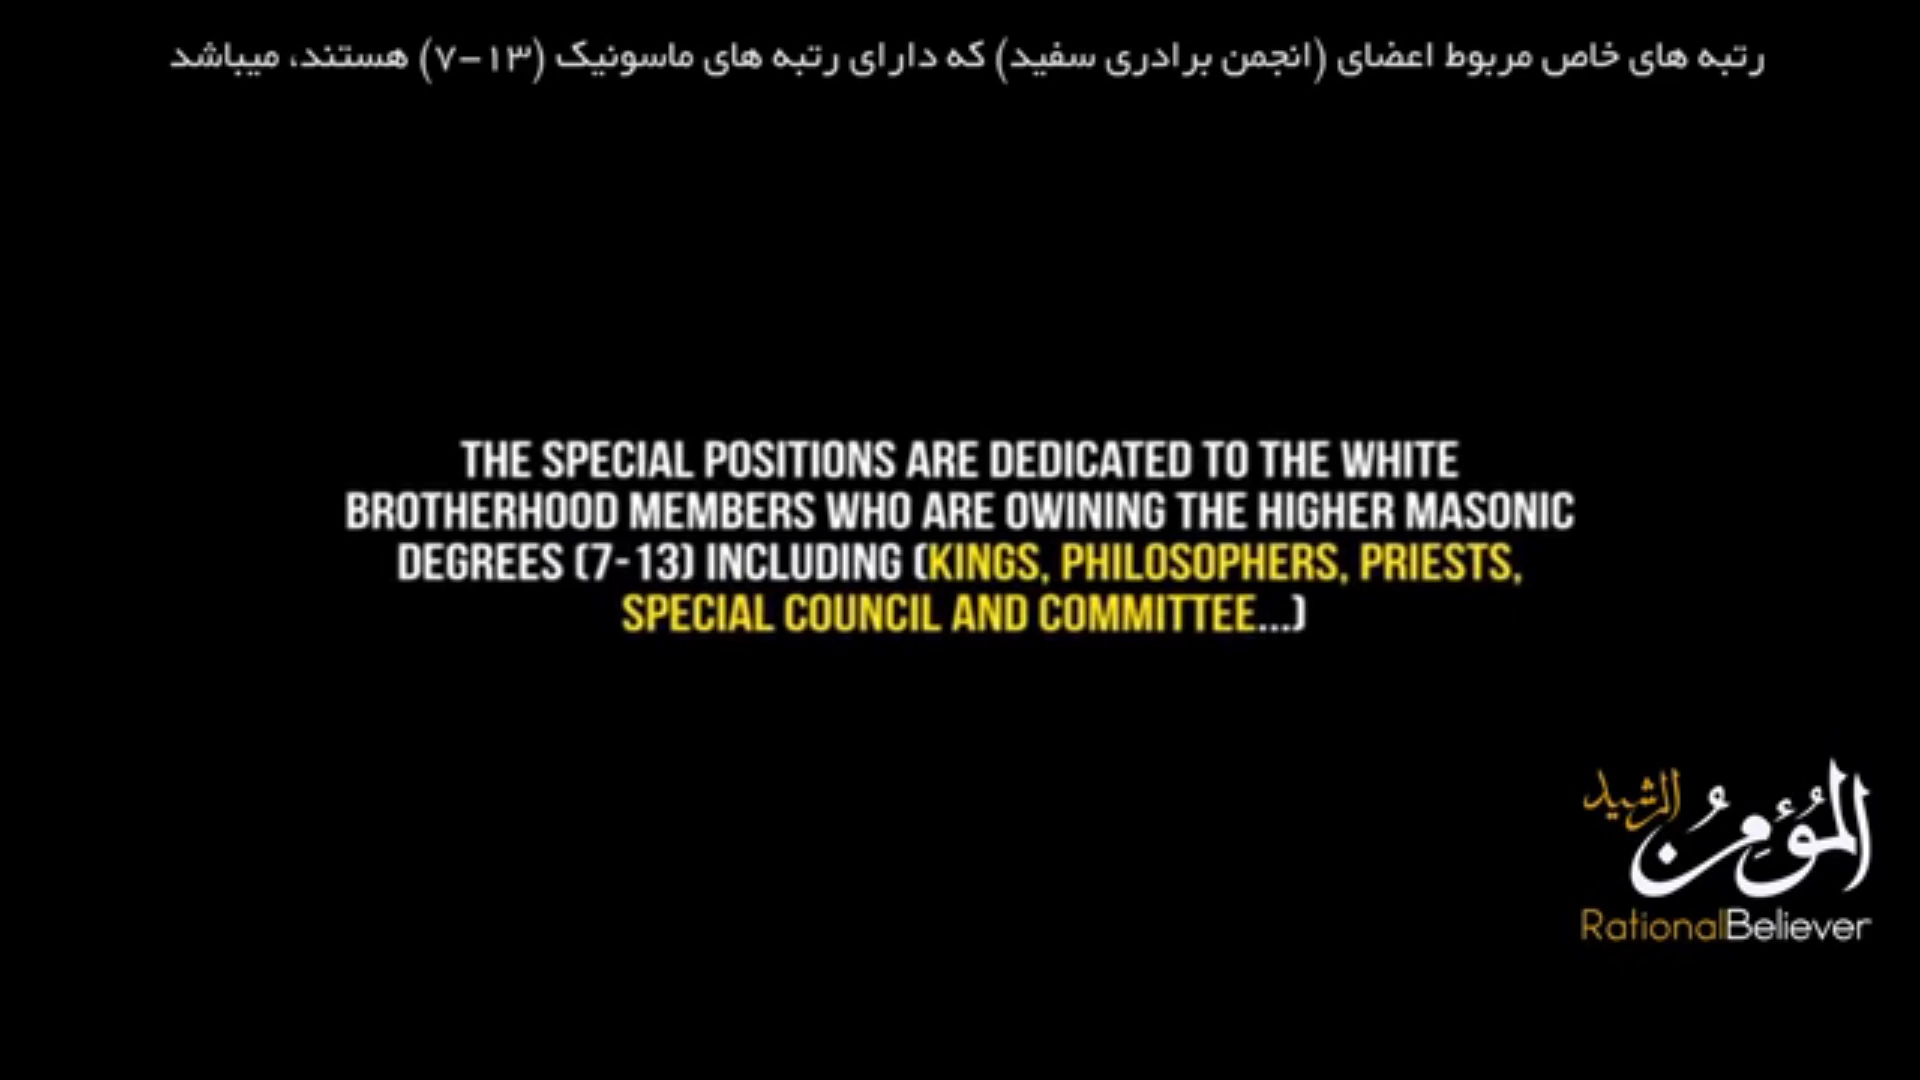 رتبه های خاص مربوط اعضای (انجمن برادری سفید) که دارای رتبه های ماسونیک (۱۳-۷) هستند، میباشد
THE SPECIAL POSITIONS ARE DEDICATED TO THE WHITE
BROTHERHOOD MEMBERS WHO ARE OWINING THE HIGHER MASONIC
DEGREES (7-13) INCLUDING (KINGS, PHILOSOPHERS, PRIESTS,
SPECIAL COUNCIL AND COMMITTEE...)
المُؤمِنُ الرشيد
RationalBeliever